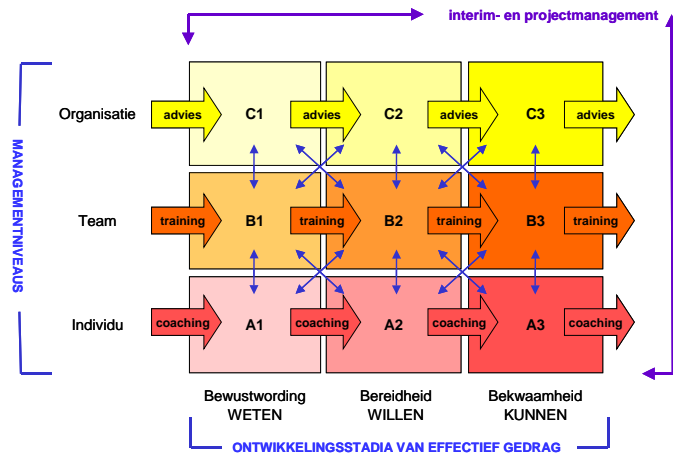 interim- en projectmanagement
MANAGEMENTNIVEAUS
Organisatie
advies
C1
advies
C2
advies
C3
advies
Team
training
B1
training
B2
training
B3
training
Individu
coaching
A1
coaching
A2
coaching
A3
coaching
Bewustwording
WETEN
Bereidheid
WILLEN
Bekwaamheid
KUNNEN
ONTWIKKELINGSSTADIA VAN EFFECTIEF GEDRAG